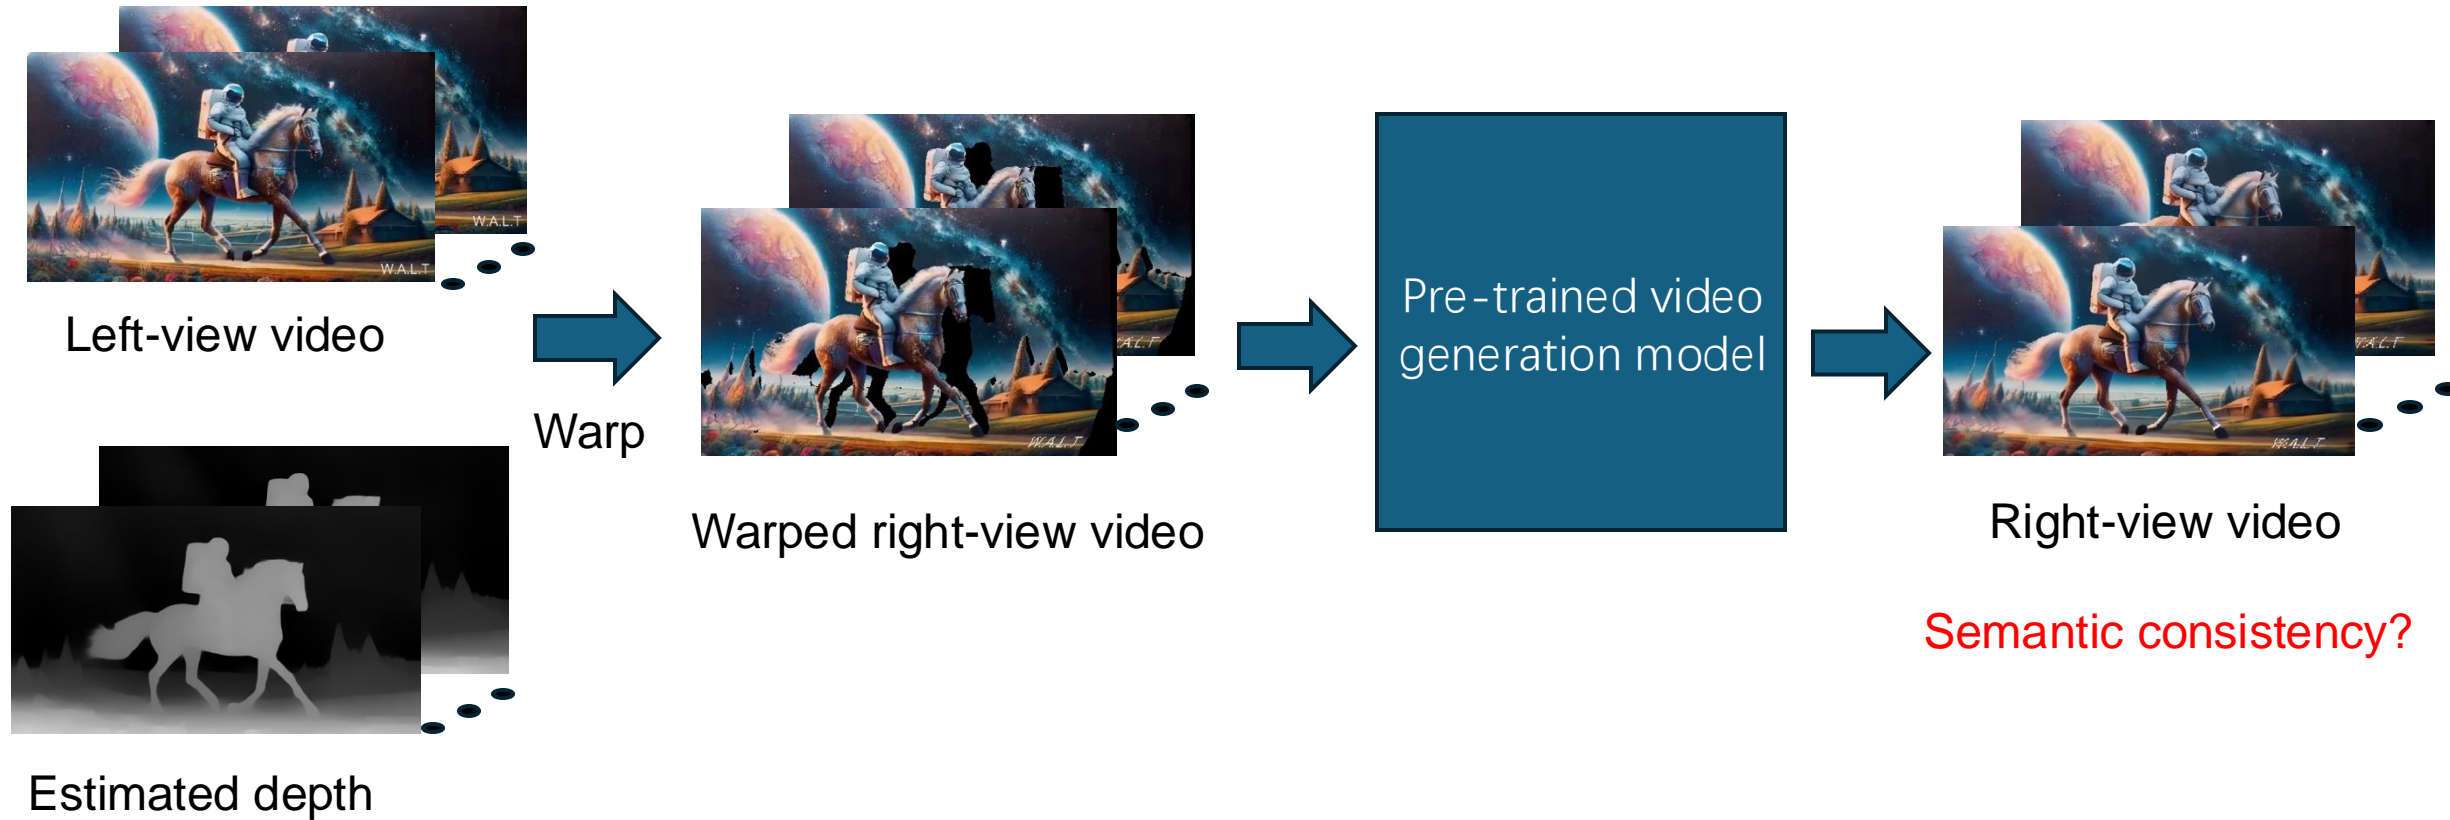 W.A.L.T
W.A.L.T
Left-view video
Estimated depth
Warp
W.A.L.T
Warped right-view video
Pre-trained video
generation model
W.A.L.T
Right-view video
Semantic consistency?